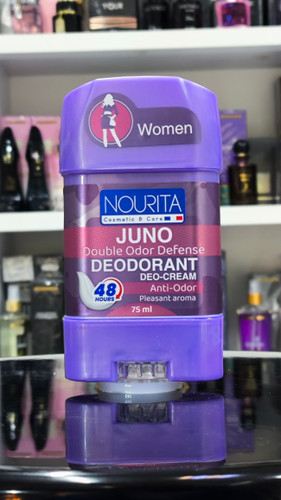 Women
NOURITA
Cosmetic & Care
JUNO
Double Odor Defense
DEODORANT
DEO-CREAM
Anti-Odor
48
HOURS
Pleasant aroma
75 ml